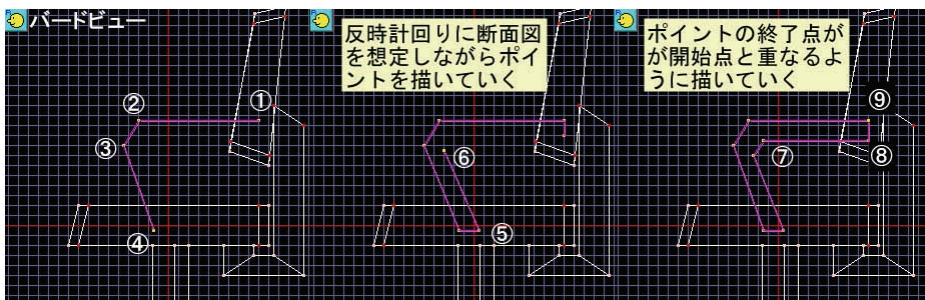 バードビュー
①
②
③
④
反時計回りに断面図
を想定しながらポイ
ントを描いていく
⑥
⑤
ポイントの終了点が
が開始点と重なるよ
うに描いていく
⑨
⑦
⑧